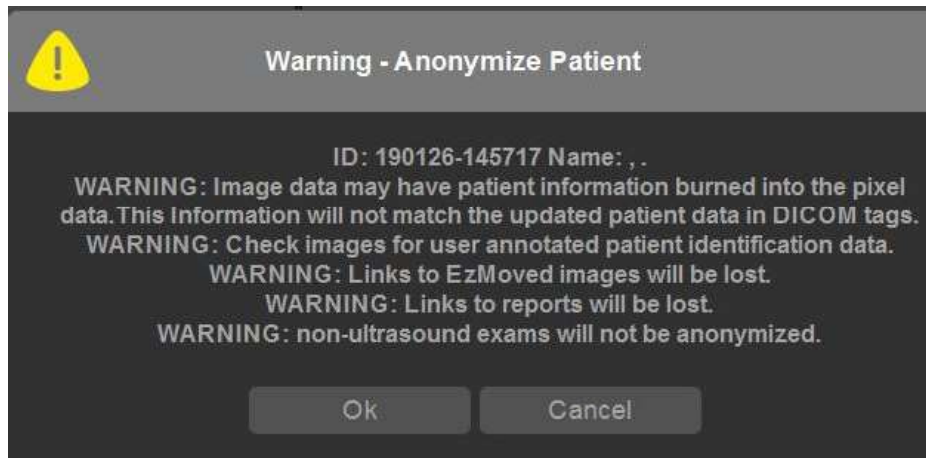 Warning - Anonymize Patient
ID: 190126-145717 Name: , .
WARNING: Image data may have patient information burned into the pixel
data.This Information will not match the updated patient data in DICOM tags.
WARNING: Check images for user annotated patient identification data.
WARNING: Links to EzMoved images will be lost.
WARNING: Links to reports will be lost.
WARNING: non-ultrasound exams will not be anonymized.
Ok Cancel